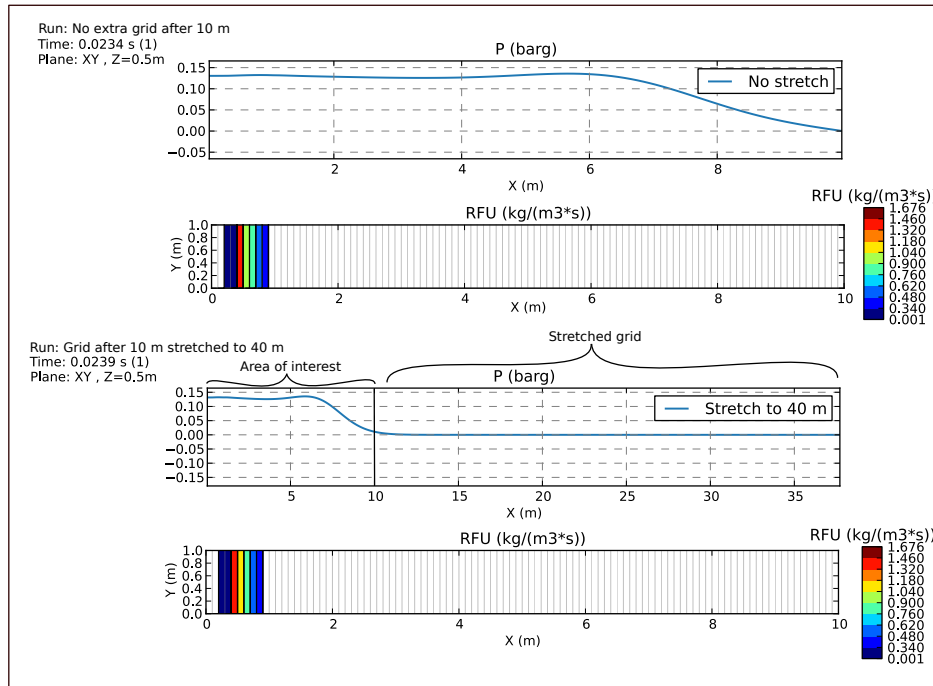 Run: No extra grid after 10 m
Time: 0.0234 s (1)
Plane: XY , Z=0.5m
P (barg)
0.15
0.10
0.05
0.00
−0.05
No stretch
2 4 6 8
X (m)
RFU (kg/(m3*s))
Y (m)
1.0
0.8
0.6
0.4
0.2
0.0
0 2 4 6 8 10
X (m)
RFU (kg/(m3*s))
1.676
1.460
1.320
1.180
1.040
0.900
0.760
0.620
0.480
0.340
0.001
Run: Grid after 10 m stretched to 40 m
Time: 0.0239 s (1)
Plane: XY , Z=0.5m
Area of interest
Stretched grid
P (barg)
0.15
0.10
0.05
0.00
−0.05
−0.10
−0.15
Stretch to 40 m
5 10 15 20 25 30 35
X (m)
RFU (kg/(m3*s))
Y (m)
1.0
0.8
0.6
0.4
0.2
0.0
0 2 4 6 8 10
X (m)
RFU (kg/(m3*s))
1.676
1.460
1.320
1.180
1.040
0.900
0.760
0.620
0.480
0.340
0.001